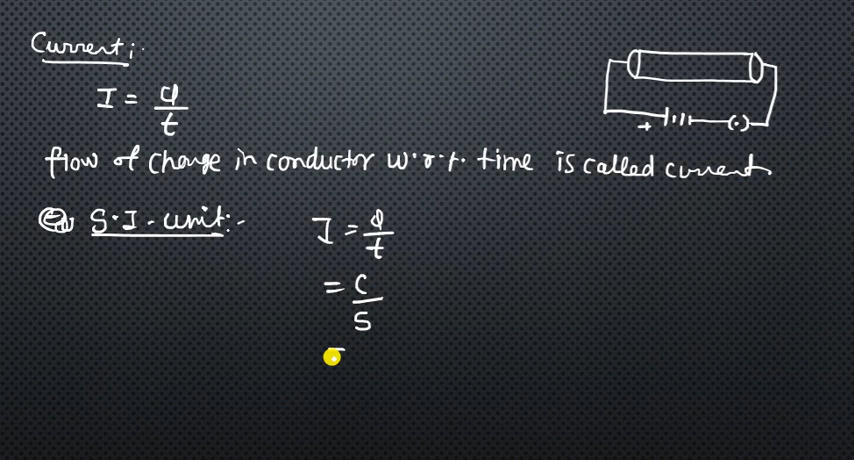 Current:
I = q/t
flow of charge in conductor w.r.t. time is called current
S.I. unit:-
I = q/t
= C/S